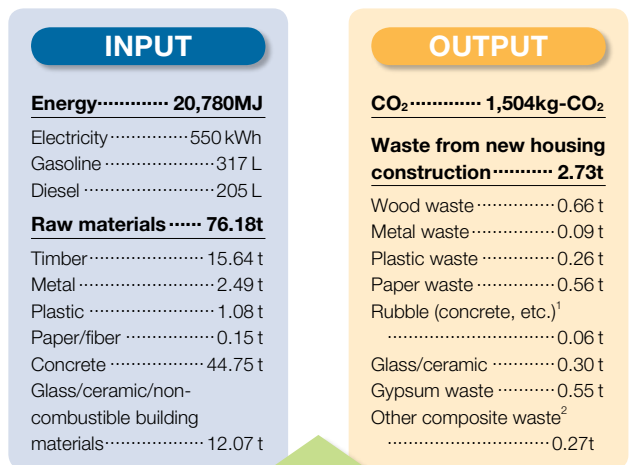 INPUT
Energy············· 20,780MJ
Electricity···············550 kWh
Gasoline·····················317 L
Diesel ·························205 L
Raw materials······ 76.18t
Timber······················· 15.64 t
Metal···························2.49 t
Plastic ························ 1.08 t
Paper/fiber ················ 0.15 t
Concrete ··················· 44.75 t
Glass/ceramic/non-
combustible building
materials···················· 12.07 t
OUTPUT
CO₂············· 1,504kg-CO₂
Waste from new housing
construction··········· 2.73t
Wood waste···············0.66 t
Metal waste················0.09 t
Plastic waste ··············0.26 t
Paper waste ···············0.56 t
Rubble (concrete, etc.)¹
································0.06 t
Glass/ceramic ············0.30 t
Gypsum waste ···········0.55 t
Other composite waste²
································0.27t